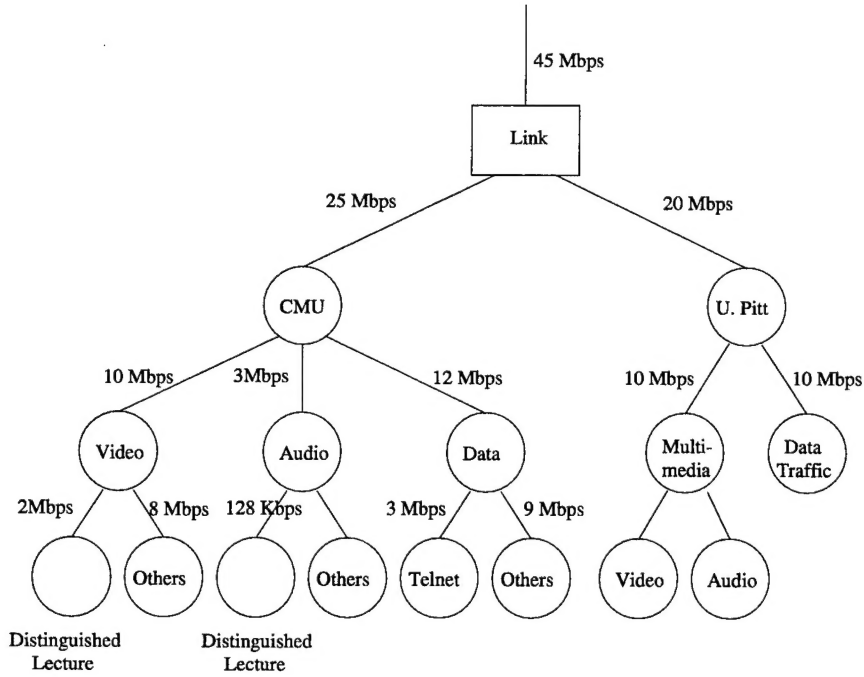 45 Mbps
Link
25 Mbps
20 Mbps
CMU
U. Pitt
10 Mbps
3Mbps
12 Mbps
10 Mbps
10 Mbps
Video
Audio
Data
Multi-
media
Data
Traffic
2Mbps
8 Mbps
128 Kbps
3 Mbps
9 Mbps
Others
Others
Telnet
Others
Video
Audio
Distinguished
Lecture
Distinguished
Lecture